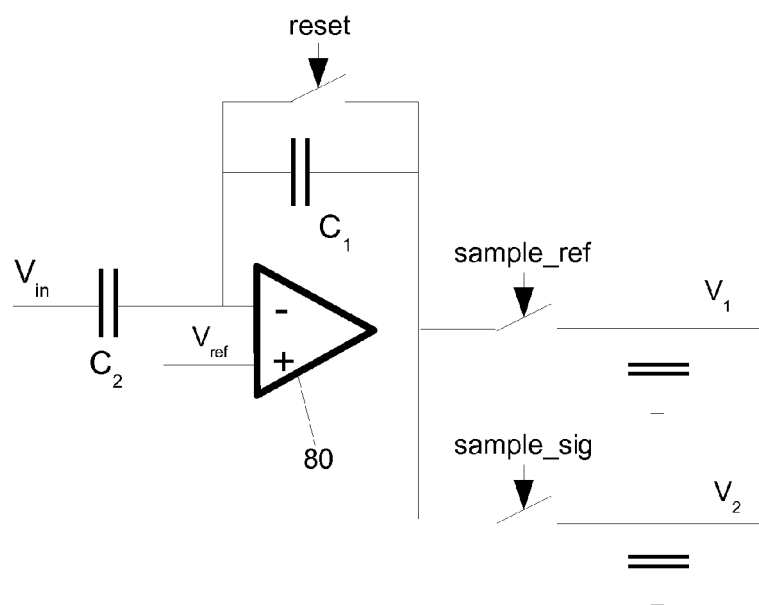 reset
C1
sample_ref
Vin
V1
-
Vref
C2
+
80
sample_sig
V2